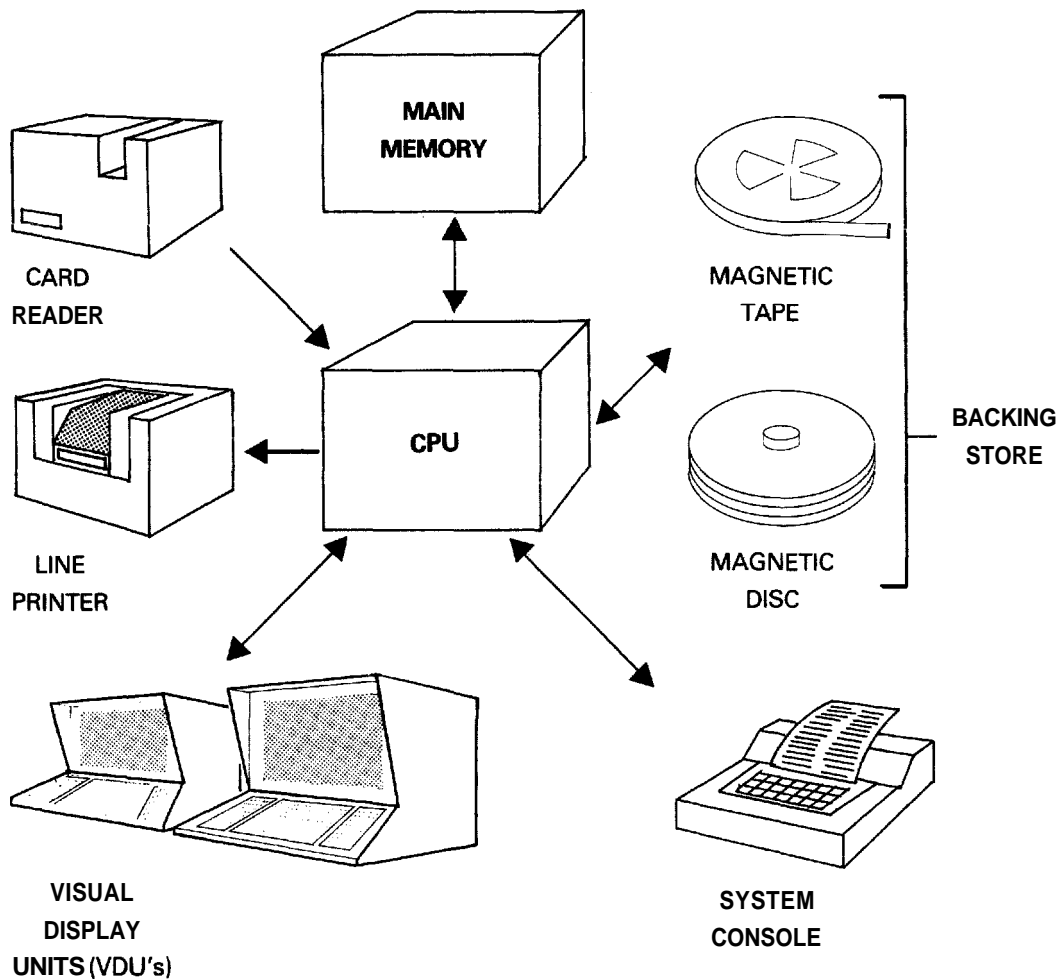 MAIN
MEMORY
CARD
READER
MAGNETIC
TAPE
CPU
BACKING
STORE
LINE
PRINTER
MAGNETIC
DISC
VISUAL
DISPLAY
UNITS (VDU's)
SYSTEM
CONSOLE